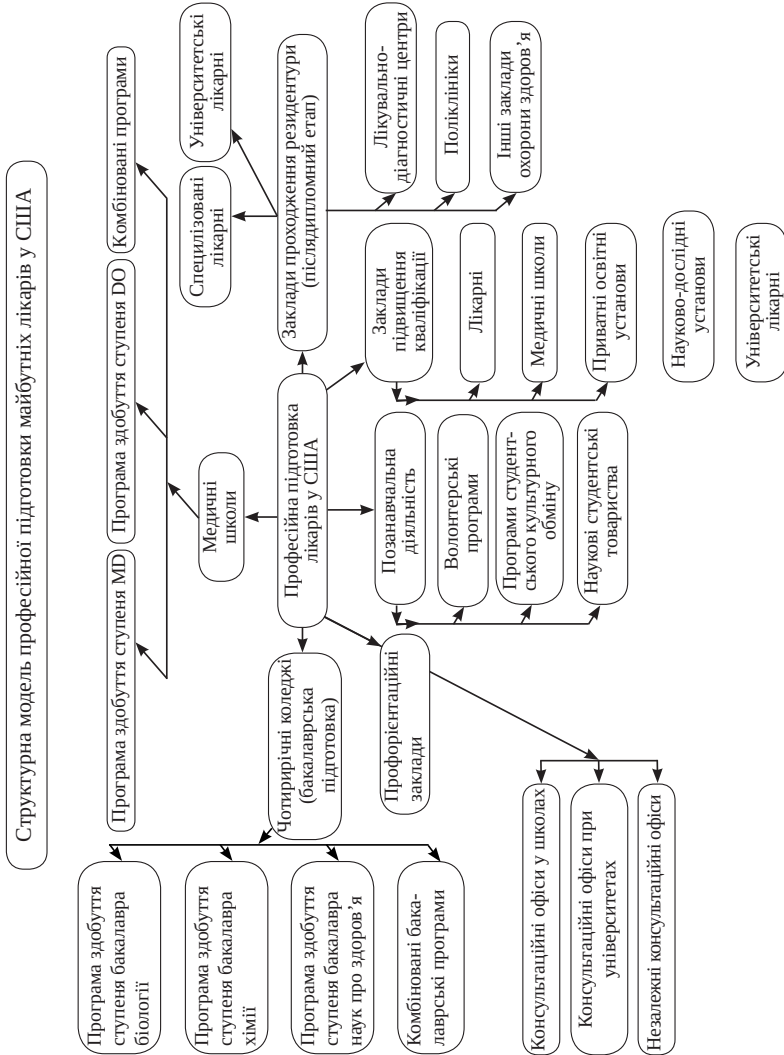 Структурна модель професійної підготовки майбутніх лікарів у США
Програма здобуття ступеня MD
Програма здобуття ступеня DO
Комбіновані програми
Медичні
школи
Специлізовані
лікарні
Університетські
лікарні
Програма здобуття
ступеня бакалавра
біології
Програма здобуття
ступеня бакалавра
хімії
Програма здобуття
ступеня бакалавра
наук про здоров’я
Комбіновані бака-
лаврські програми
Чотирирічні коледжі
(бакалаврська
підготовка)
Професійна підготовка
лікарів у США
Заклади проходження резидентури
(післядипломний етап)
Профорієнтаційні
заклади
Позанавчальна
діяльність
Волонтерські
програми
Програми студент-
ського культурного
обміну
Наукові студентські
товариства
Заклади
підвищення
кваліфікації
Лікарні
Медичні школи
Приватні освітні
установи
Науково-дослідні
установи
Університетські
лікарні
Лікувально-
діагностичні центри
Поліклініки
Інші заклади
охорони здоров’я
Консультаційні офіси у школах
Консультаційні офіси при
університетах
Незалежні консультаційні офіси